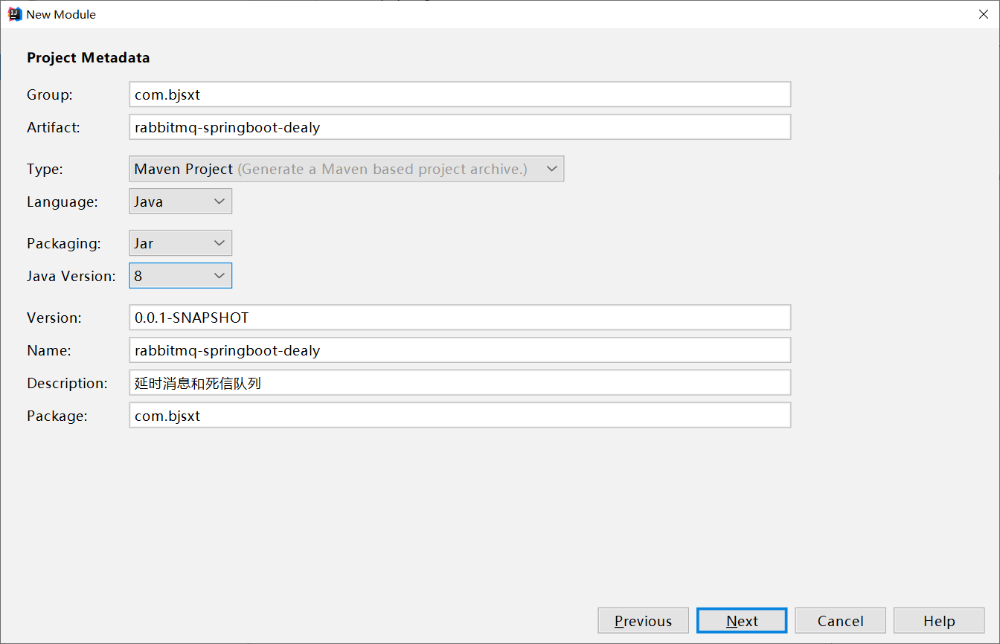 New Module
Project Metadata
Group: com.bjsxt
Artifact: rabbitmq-springboot-dealy
Type: Maven Project (Generate a Maven based project archive.)
Language: Java
Packaging: Jar
Java Version: 8
Version: 0.0.1-SNAPSHOT
Name: rabbitmq-springboot-dealy
Description: 延时消息和死信队列
Package: com.bjsxt
Previous Next Cancel Help